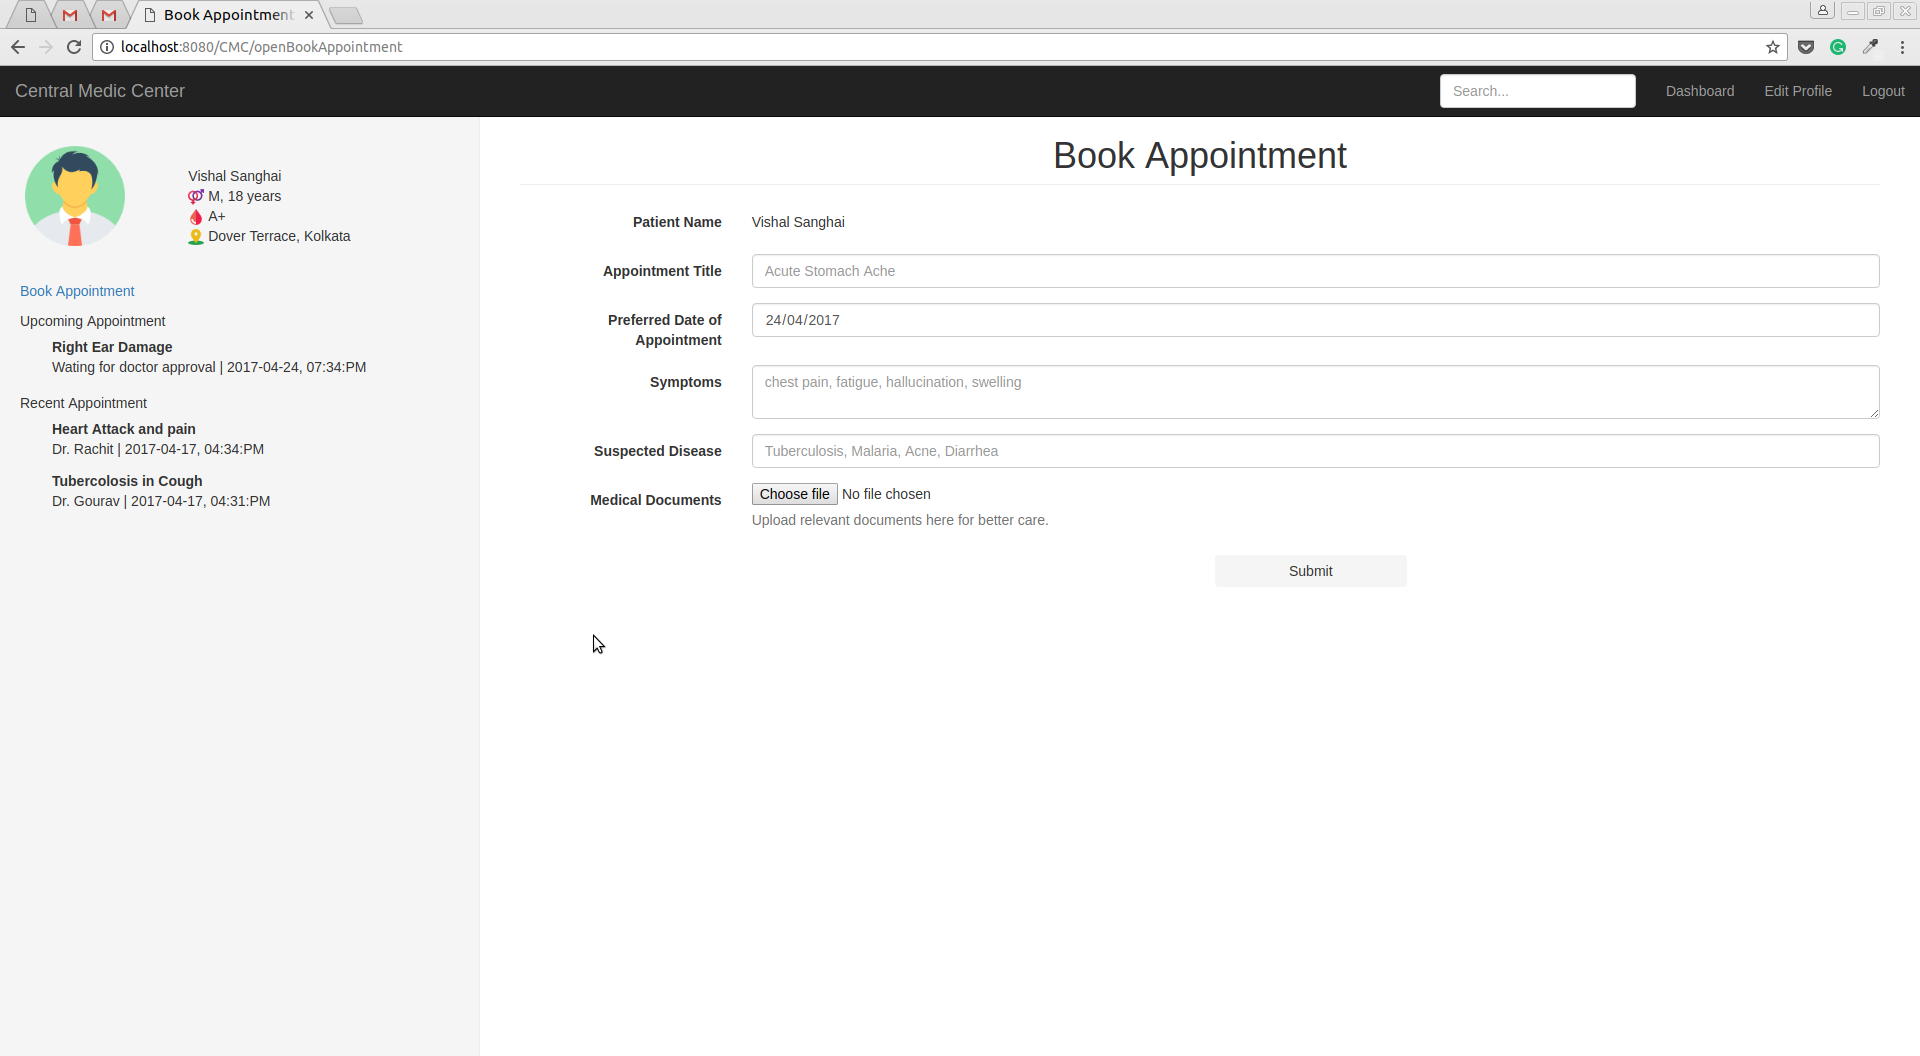 Book Appointment
localhost:8080/CMC/openBookAppointment
Central Medic Center
Search...
Dashboard
Edit Profile
Logout
Vishal Sanghai
M, 18 years
A+
Dover Terrace, Kolkata
Book Appointment
Upcoming Appointment
Right Ear Damage
Wating for doctor approval | 2017-04-24, 07:34:PM
Recent Appointment
Heart Attack and pain
Dr. Rachit | 2017-04-17, 04:34:PM
Tubercolosis in Cough
Dr. Gourav | 2017-04-17, 04:31:PM
Book Appointment
Patient Name
Vishal Sanghai
Appointment Title
Acute Stomach Ache
Preferred Date of
Appointment
24/04/2017
Symptoms
chest pain, fatigue, hallucination, swelling
Suspected Disease
Tuberculosis, Malaria, Acne, Diarrhea
Medical Documents
Choose file No file chosen
Upload relevant documents here for better care.
Submit